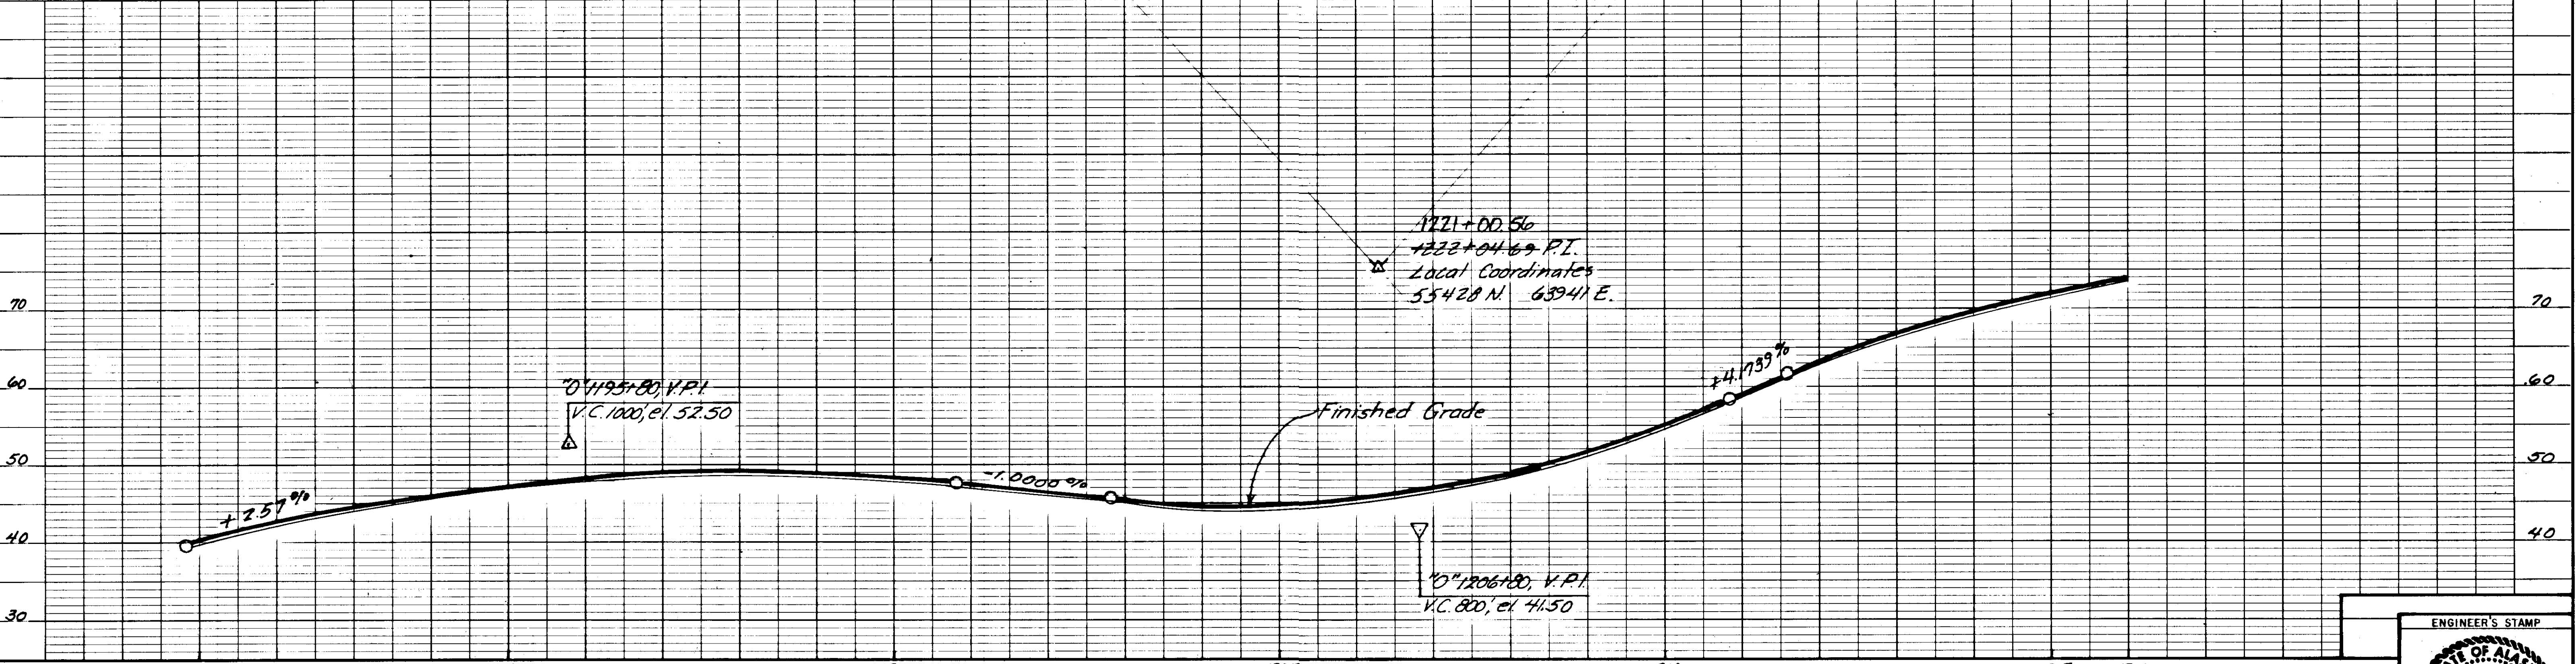 1221+00.56
1222+04.69 P.I.
Local Coordinates
55428 N. 63941 E.
70
70
+4.1739%
60
60
"O" 1195+80, V.P.I.
V.C. 1000', el. 52.50
Finished Grade
50
50
-1.0000%
+2.57%
40
40
"O" 1206+80, V.P.I.
V.C. 800', el. 41.50
30
ENGINEER'S STAMP